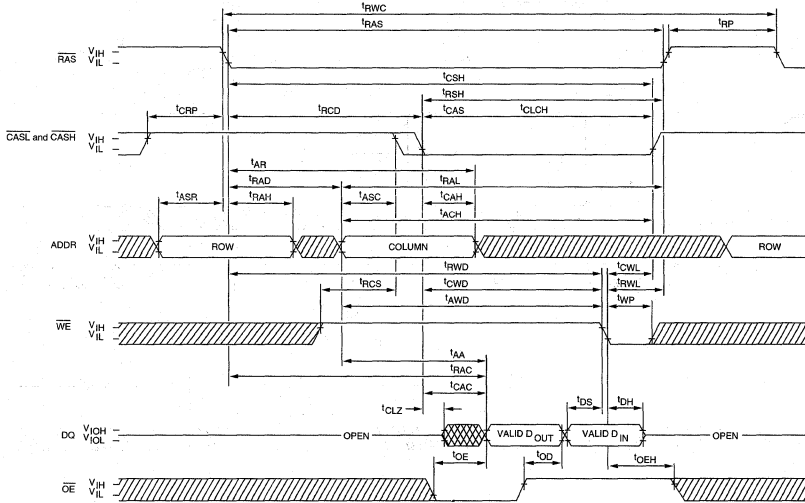 tRWC
tRAS tRP
RAS VIH VIL
tCSH
tRSH
tCRP tRCD tCAS tCLCH
CASL and CASH VIH VIL
tAR
tRAD tRAL
tASR tRAH tASC tCAH
tACH
ADDR VIH VIL ROW COLUMN ROW
tRWD tCWL
tRCS tCWD tRWL
tAWD tWP
WE VIH VIL
tAA
tRAC
tCAC
tCLZ tDS tDH
DQ VIOH VIOL OPEN VALID DOUT VALID DIN OPEN
tOE tOD tOEH
OE VIH VIL